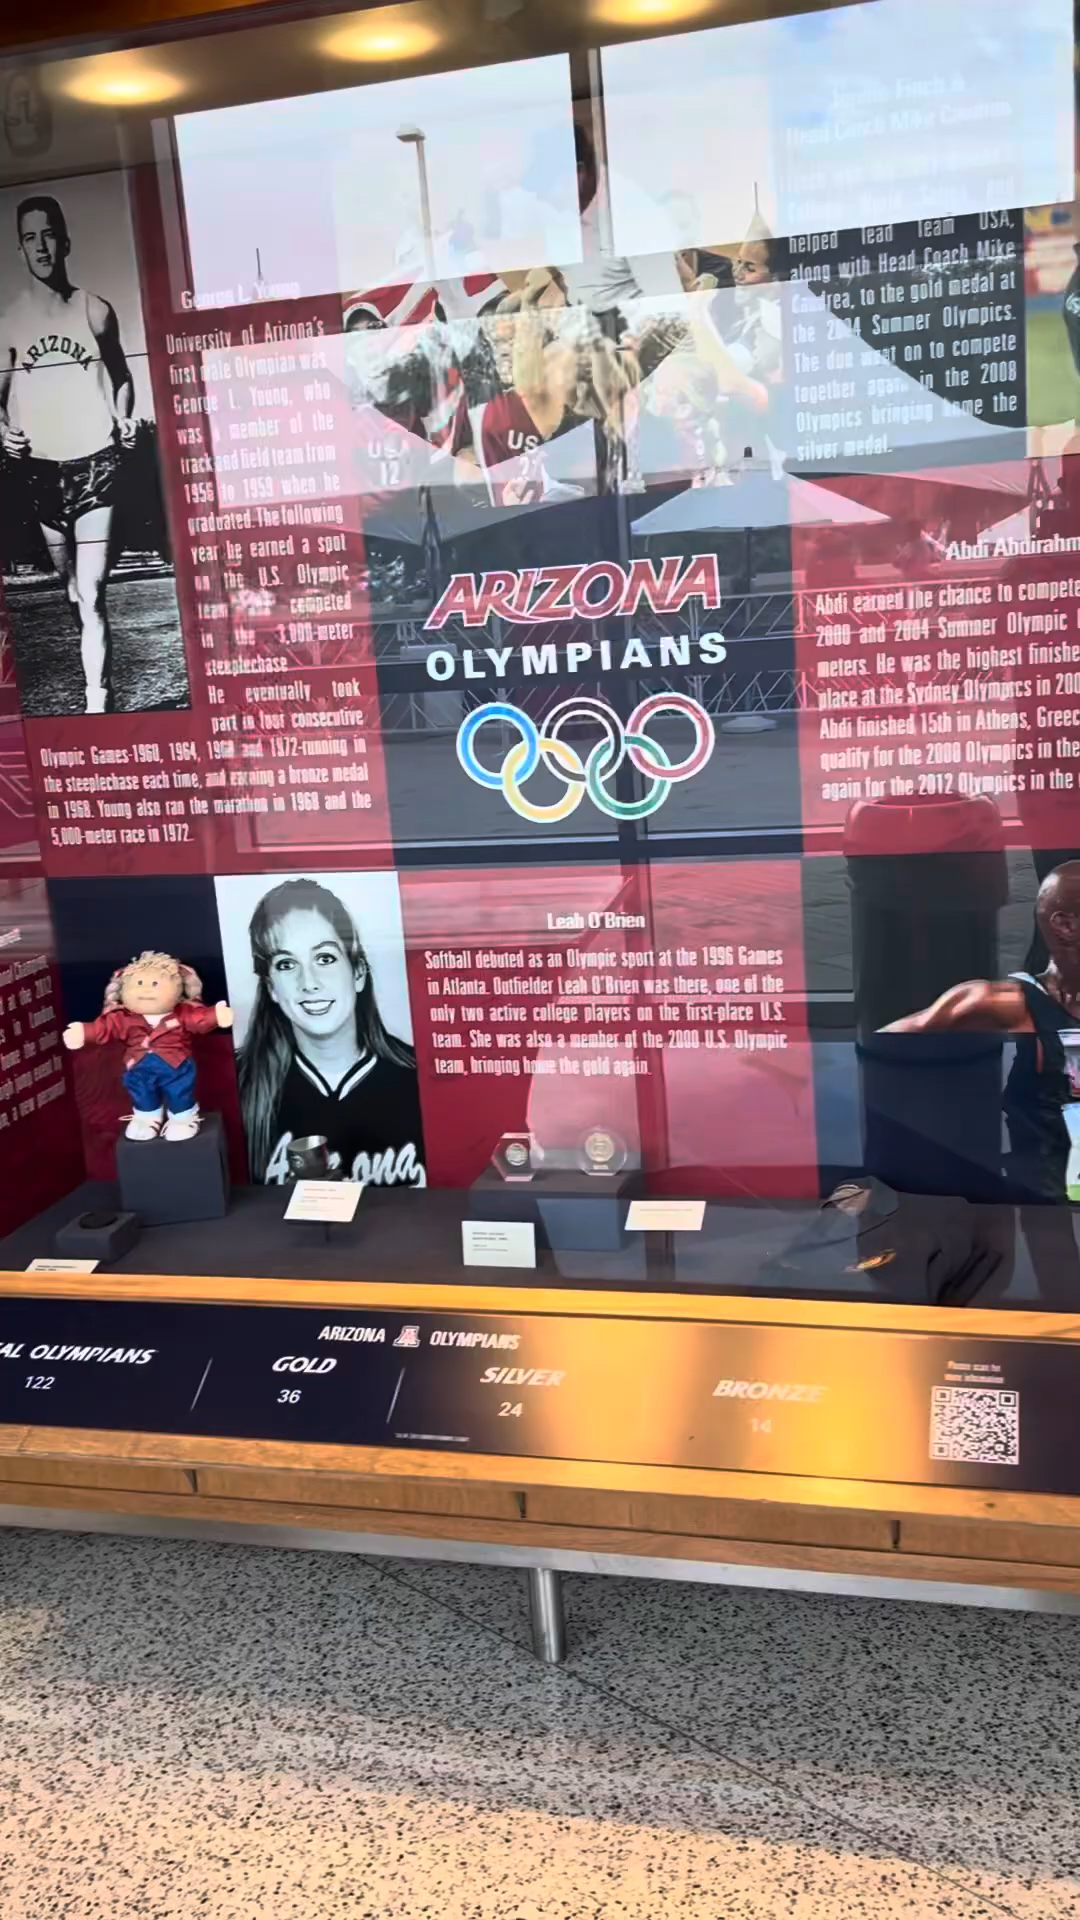 ARIZONA
George L. Young
University of Arizona's
first male Olympian was
George L. Young, who
was a member of the
track and field team from
1956 to 1959 when he
graduated. The following
year he earned a spot
on the U.S. Olympic
team and competed
in the 3,000-meter
steeplechase
He eventually took
part in four consecutive
Olympic Games-1960, 1964, 1968 and 1972-running in
the steeplechase each time, and earning a bronze medal
in 1968. Young also ran the marathon in 1968 and the
5,000-meter race in 1972.
US
12
US
Head Coach Mike Candrea
helped lead Team USA,
along with Head Coach Mike
Candrea, to the gold medal at
the 2004 Summer Olympics.
The duo went on to compete
together again in the 2008
Olympics bringing home the
silver medal.
ARIZONA
OLYMPIANS
Abdi Abdirahm
Abdi earned the chance to compete
2000 and 2004 Summer Olympic
meters. He was the highest finishe
place at the Sydney Olympics in 200
Abdi finished 15th in Athens, Greec
qualify for the 2008 Olympics in the
again for the 2012 Olympics in the
Leah O'Brien
Softball debuted as an Olympic sport at the 1996 Games
in Atlanta. Outfielder Leah O'Brien was there, one of the
only two active college players on the first-place U.S.
team. She was also a member of the 2000 U.S. Olympic
team, bringing home the gold again.
ARIZONA A OLYMPIANS
AL OLYMPIANS
122
GOLD
36
SILVER
24
BRONZE
14
Please scan for
more information